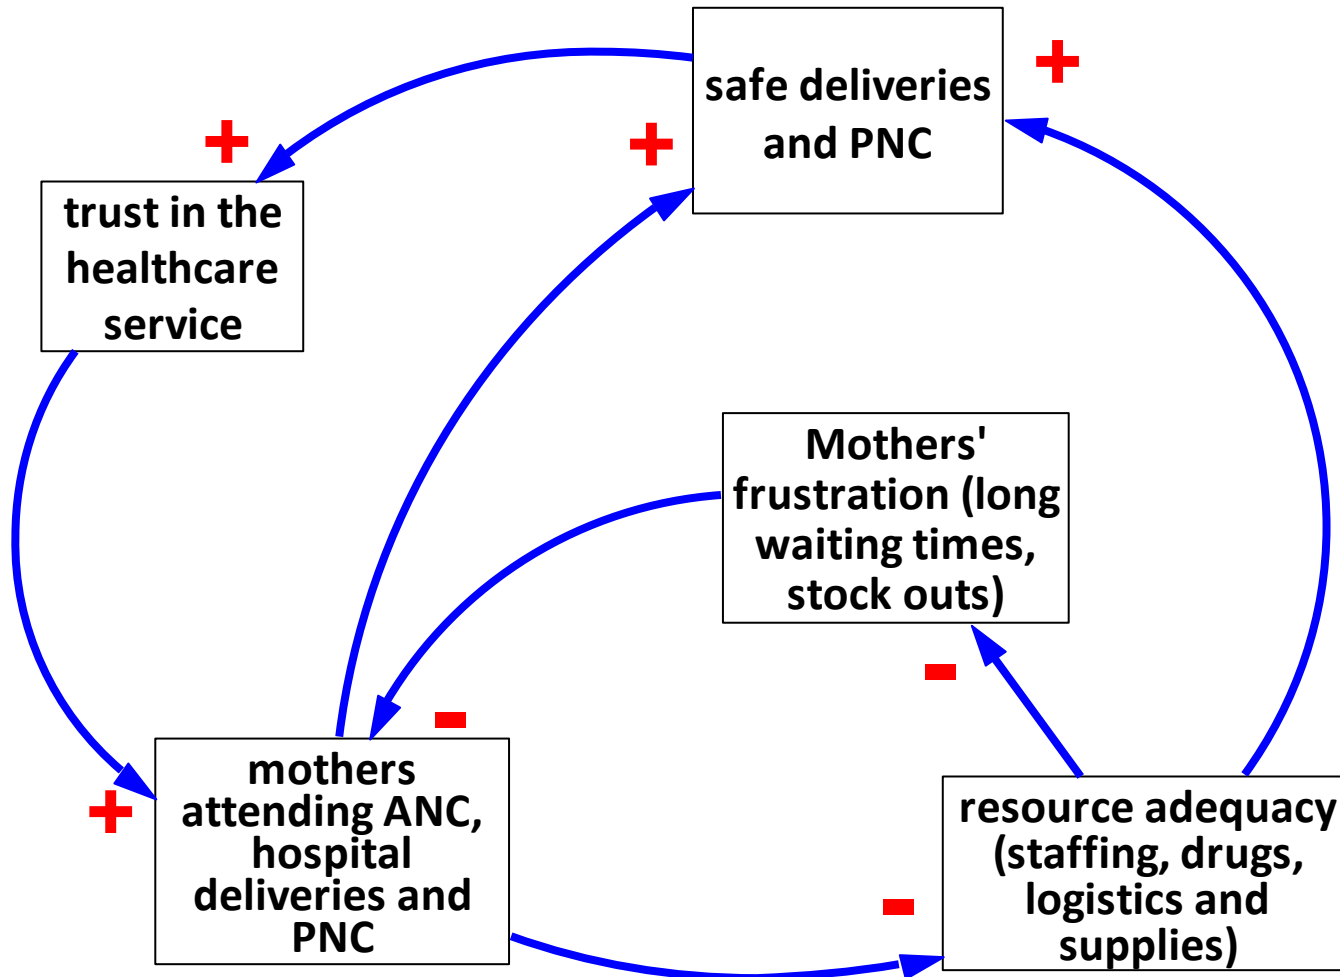 safe deliveries
and PNC
+
+
+
trust in the
healthcare
service
Mothers'
frustration (long
waiting times,
stock outs)
-
-
+
mothers
attending ANC,
hospital
deliveries and
PNC
-
resource adequacy
(staffing, drugs,
logistics and
supplies)